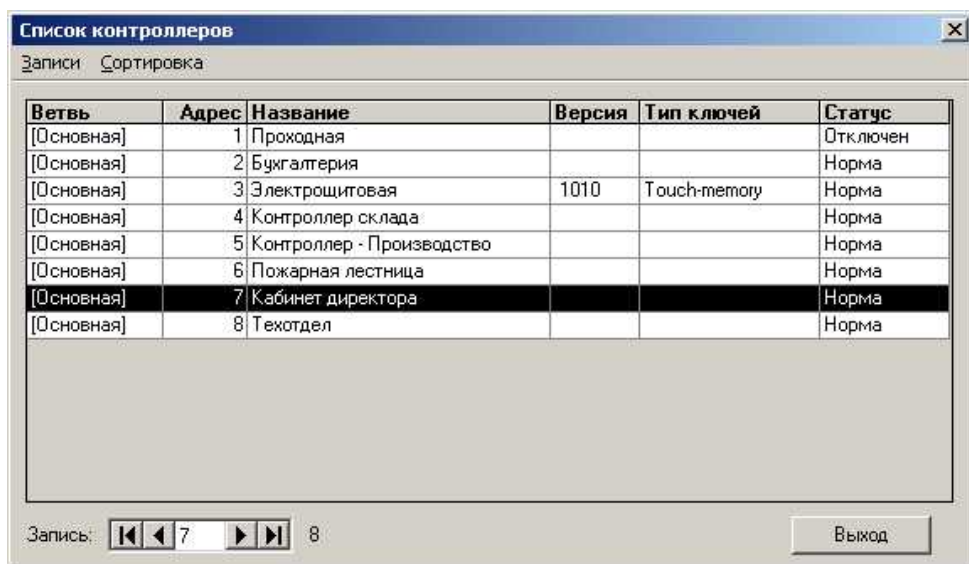 Список контроллеров
Записи Сортировка
Ветвь Адрес Название Версия Тип ключей Статус
[Основная] 1 Проходная Отключен
[Основная] 2 Бухгалтерия Норма
[Основная] 3 Электрощитовая 1010 Touch-memory Норма
[Основная] 4 Контроллер склада Норма
[Основная] 5 Контроллер - Производство Норма
[Основная] 6 Пожарная лестница Норма
[Основная] 7 Кабинет директора Норма
[Основная] 8 Техотдел Норма
Запись: 7 8 Выход